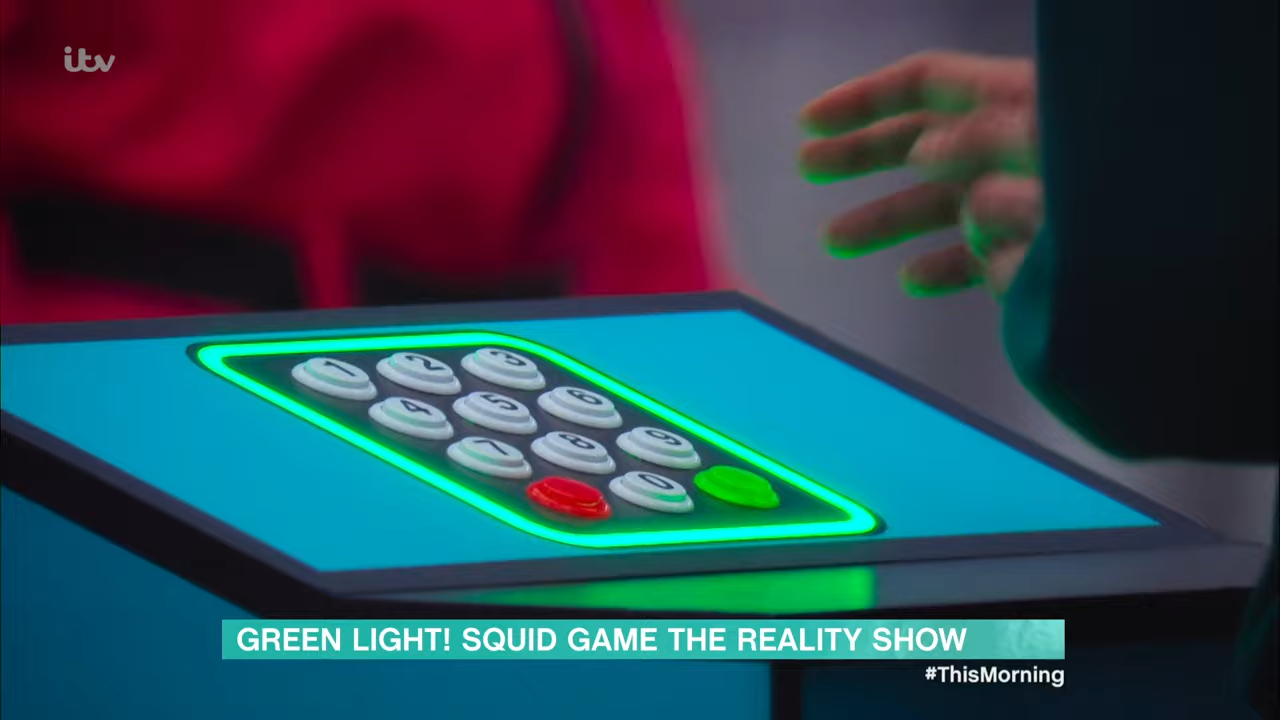 itv
1 2 3
4 5 6
7 8 9
0
GREEN LIGHT! SQUID GAME THE REALITY SHOW
#ThisMorning